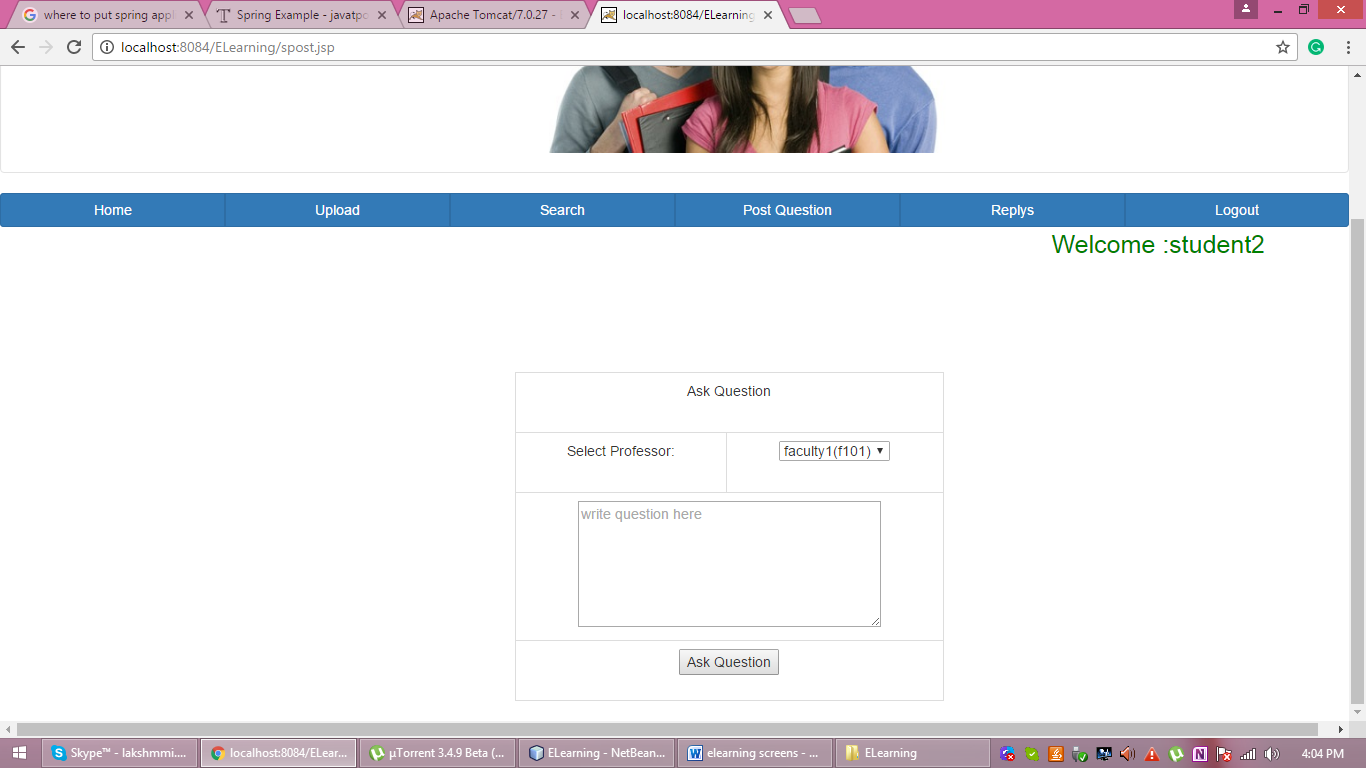 where to put spring appl
Spring Example - javatpo
Apache Tomcat/7.0.27 -
localhost:8084/ELearning
localhost:8084/ELearning/spost.jsp
Home Upload Search Post Question Replys Logout
Welcome :student2
Ask Question
Select Professor: faculty1(f101)
write question here
Ask Question
Skype™ - lakshmmi.... localhost:8084/ELear... µTorrent 3.4.9 Beta (... ELearning - NetBean... elearning screens - ... ELearning 4:04 PM